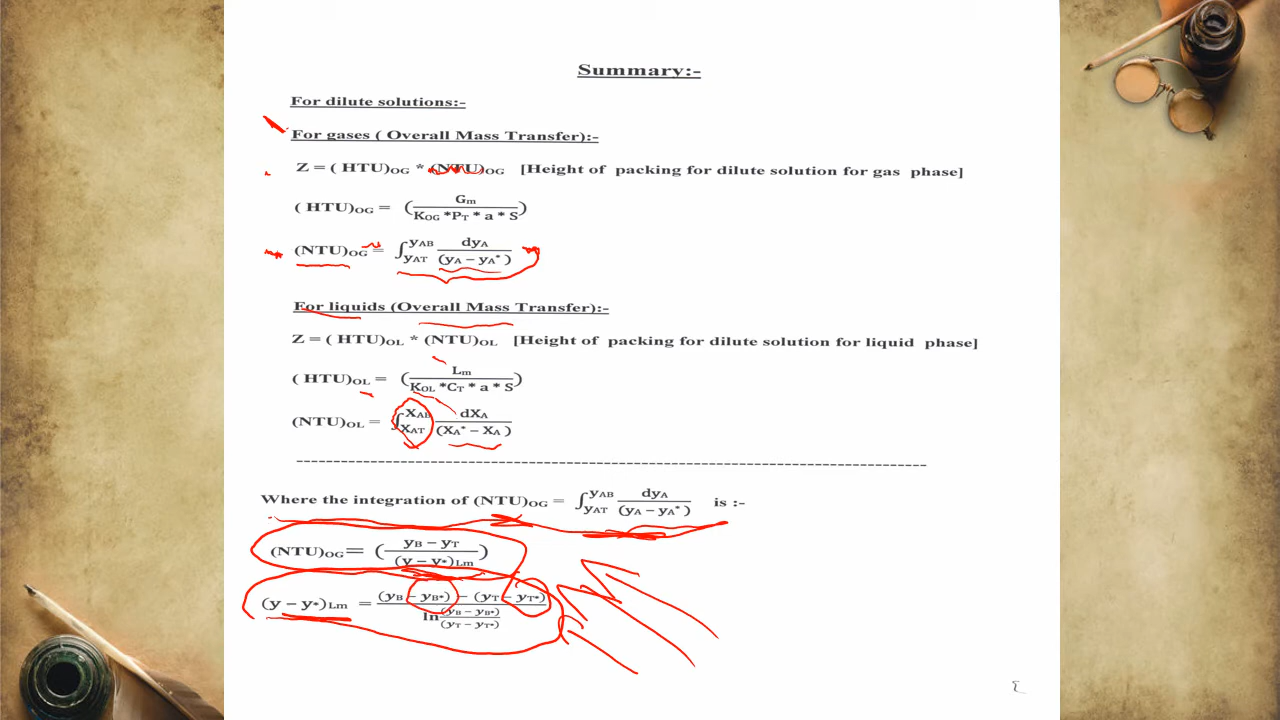 Summary:-
For dilute solutions:-
For gases ( Overall Mass Transfer):-
Z = ( HTU)OG * (NTU)OG [Height of packing for dilute solution for gas phase]
( HTU)OG = (Gm / KOG *PT * a * S)
(NTU)OG = ∫yAT yAB dyA / (yA − yA*)
For liquids (Overall Mass Transfer):-
Z = ( HTU)OL * (NTU)OL [Height of packing for dilute solution for liquid phase]
( HTU)OL = (Lm / KOL *CT * a * S)
(NTU)OL = ∫XAT XAB dXA / (XA* − XA)
Where the integration of (NTU)OG = ∫yAT yAB dyA / (yA − yA*) is :-
(NTU)OG = (yB − yT / (y − y*)Lm)
(y − y*)Lm = (yB − yB*) − (yT − yT*) / ln (yB − yB*) / (yT − yT*)